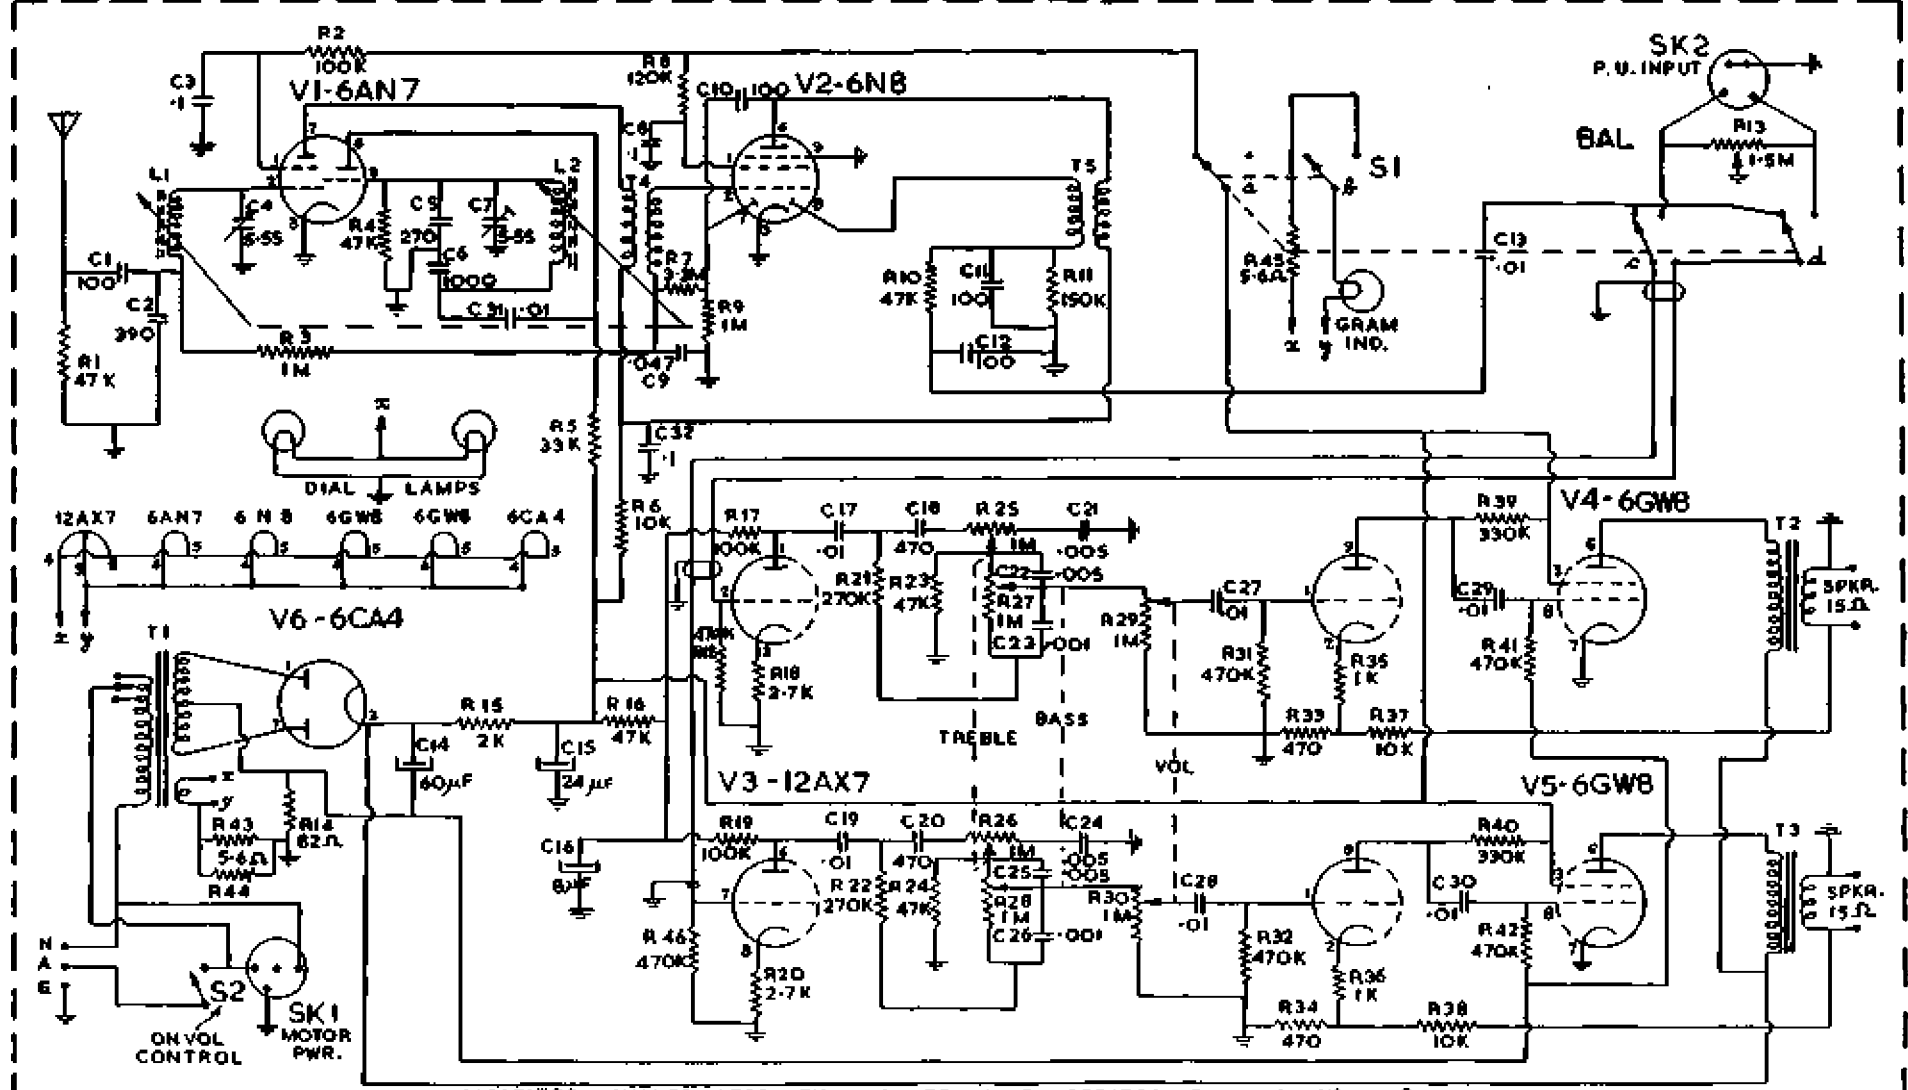 R2
100K
C3
.1
V1-6AN7
R8
120K
C10 100
V2-6N8
SK2
P.U. INPUT
BAL
R13
1.5M
S1
L1
C4
5-55
R4
47K
C5
270
C7
5-55
L2
C6
1000
C31 .01
C8
.1
T5
R7
R9
1M
C1
100
C2
390
R1
47K
R3
1M
.047
C9
R10
47K
C11
100
R11
150K
C12
100
R45
5.6Ω
GRAM
IND.
x
y
C13
.01
R5
33K
C32
.1
DIAL LAMPS
x
12AX7
6AN7
6N8
6GW8
6GW8
6CA4
R6
10K
R17
100K
C17
.01
C18
470
R25
1M
C21
.005
R39
330K
V4-6GW8
T2
SPKR.
15Ω
x
y
V6-6CA4
T1
R21
270K
R23
47K
C22
.005
R27
1M
C23
.001
R29
1M
C27
.01
R31
470K
R35
1K
C29
.01
R41
470K
R18
2.7K
R33
470
R37
10K
R15
2K
R16
47K
C14
60µF
C15
24µF
TREBLE
BASS
VOL
V3-12AX7
V5-6GW8
x
y
R43
5.6Ω
R44
R14
82Ω
C16
8µF
R19
100K
C19
.01
C20
470
R26
1M
C24
.005
R22
270K
R24
47K
C25
.005
R28
1M
C26
.001
R30
1M
C28
.01
R40
330K
T3
SPKR.
15Ω
C30
.01
R42
470K
R46
470K
R20
2.7K
R32
470K
R36
1K
R34
470
R38
10K
N
A
E
S2
SK1
MOTOR
PWR.
ON VOL
CONTROL